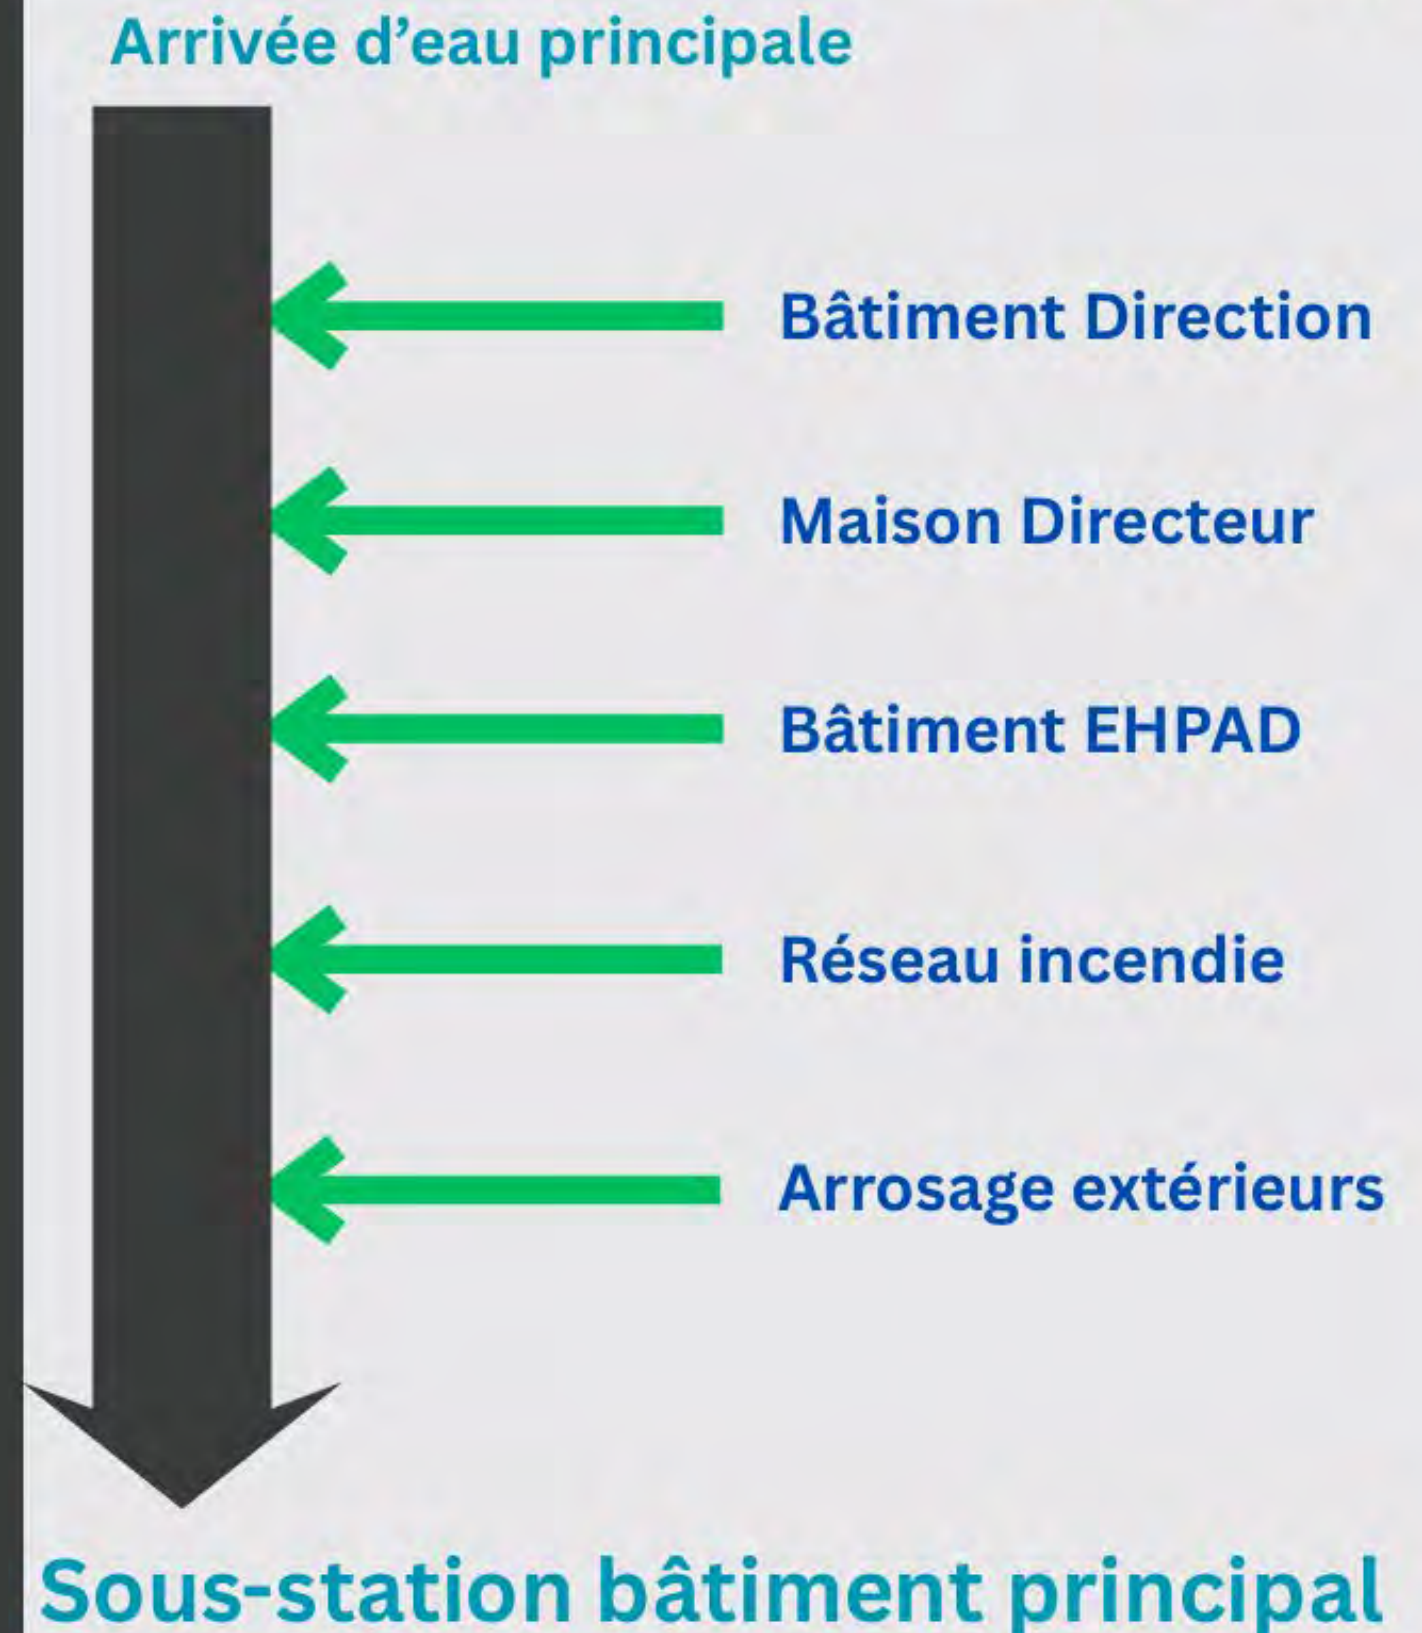 Arrivée d’eau principale
Bâtiment Direction
Maison Directeur
Bâtiment EHPAD
Réseau incendie
Arrosage extérieurs
Sous-station bâtiment principal